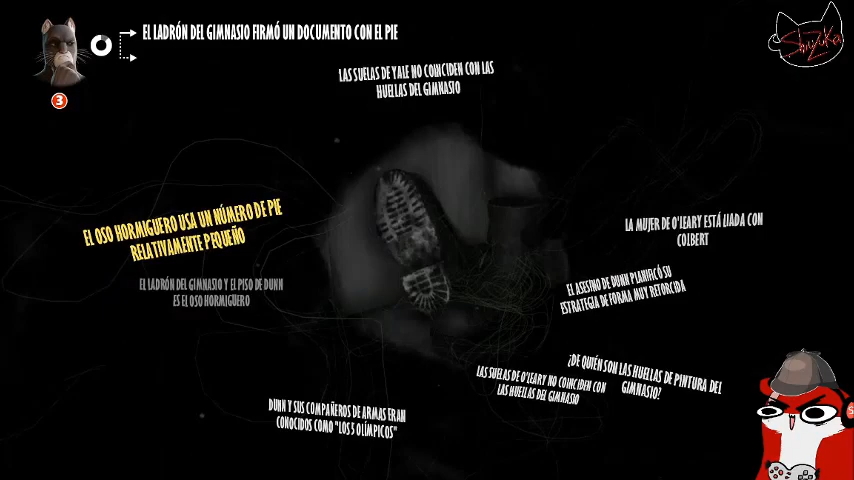 EL LADRÓN DEL GIMNASIO FIRMÓ UN DOCUMENTO CON EL PIE
3
Shuzuka
LAS SUELAS DE YALE NO COINCIDEN CON LAS
HUELLAS DEL GIMNASIO
EL OSO HORMIGUERO USA UN NÚMERO DE PIE
RELATIVAMENTE PEQUEÑO
LA MUJER DE O'LEARY ESTÁ LIADA CON
COLBERT
EL LADRÓN DEL GIMNASIO Y EL PISO DE DUNN
ES EL OSO HORMIGUERO
EL ASESINO DE DUNN PLANIFICÓ SU
ESTRATEGIA DE FORMA MUY RETORCIDA
¿DE QUIÉN SON LAS HUELLAS DE PINTURA DEL
GIMNASIO?
LAS SUELAS DE O'LEARY NO COINCIDEN CON
LAS HUELLAS DEL GIMNASIO
DUNN Y SUS COMPAÑEROS DE ARMAS ERAN
CONOCIDOS COMO "LOS 5 OLÍMPICOS"
S